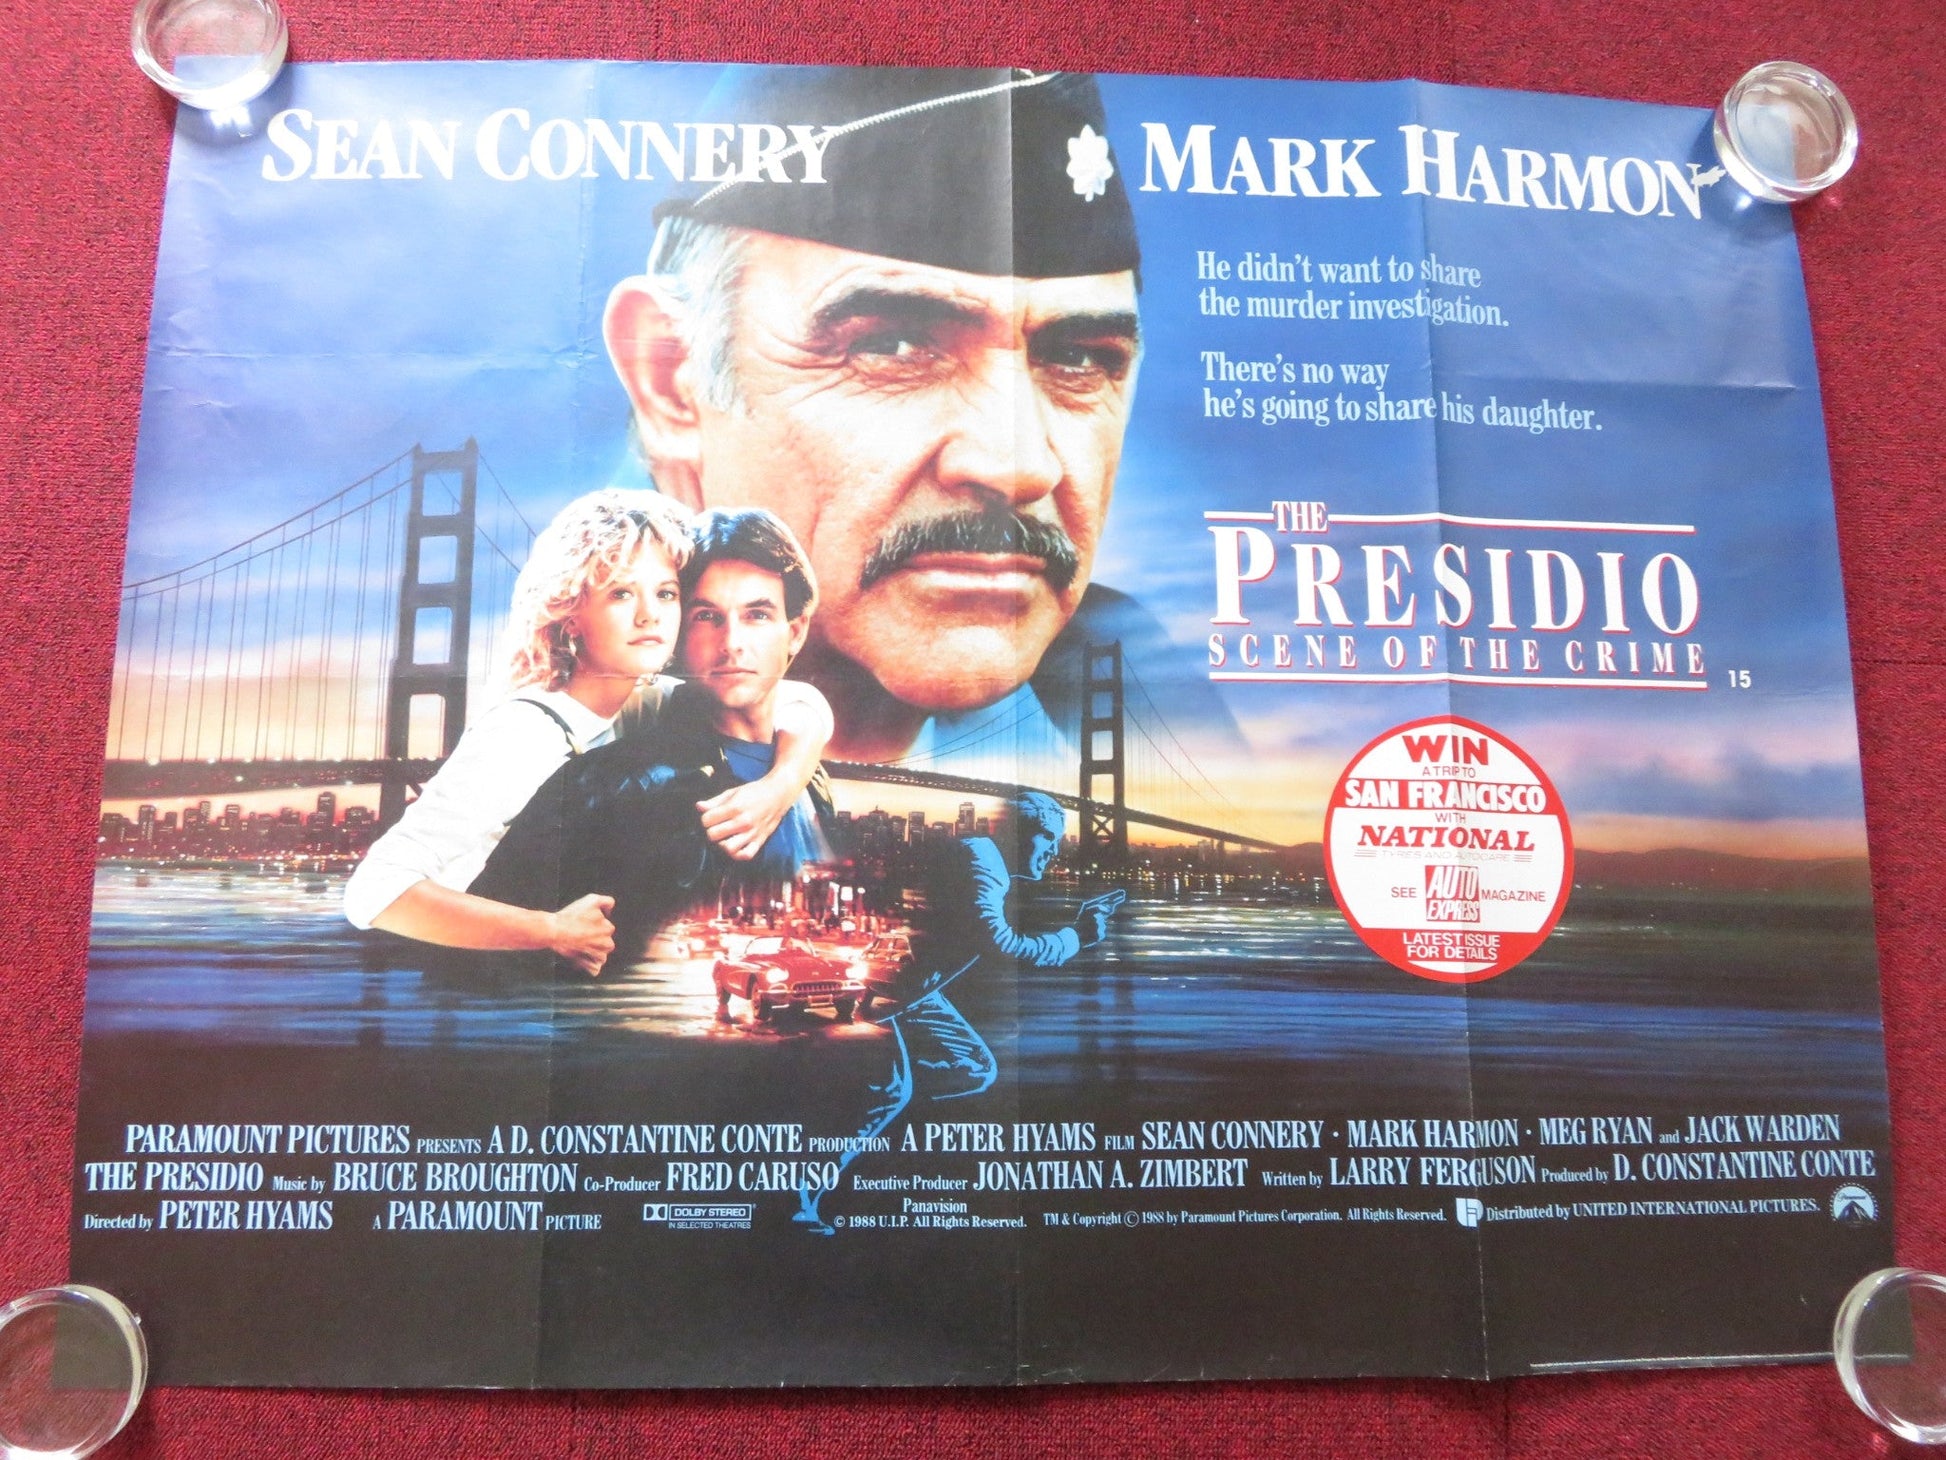 SEAN CONNERY
MARK HARMON
He didn't want to share
the murder investigation.
There's no way
he's going to share his daughter.
THE
PRESIDIO
SCENE OF THE CRIME
15
WIN
A TRIP TO
SAN FRANCISCO
WITH
NATIONAL
TYRES AND AUTOCARE
SEE AUTO EXPRESS MAGAZINE
LATEST ISSUE
FOR DETAILS
PARAMOUNT PICTURES PRESENTS A D. CONSTANTINE CONTE PRODUCTION A PETER HYAMS FILM SEAN CONNERY · MARK HARMON · MEG RYAN and JACK WARDEN
THE PRESIDIO Music by BRUCE BROUGHTON Co-Producer FRED CARUSO Executive Producer JONATHAN A. ZIMBERT Written by LARRY FERGUSON Produced by D. CONSTANTINE CONTE
Directed by PETER HYAMS A PARAMOUNT PICTURE DOLBY STEREO IN SELECTED THEATRES Panavision © 1988 U.I.P. All Rights Reserved. TM & Copyright © 1988 by Paramount Pictures Corporation. All Rights Reserved. Distributed by UNITED INTERNATIONAL PICTURES.